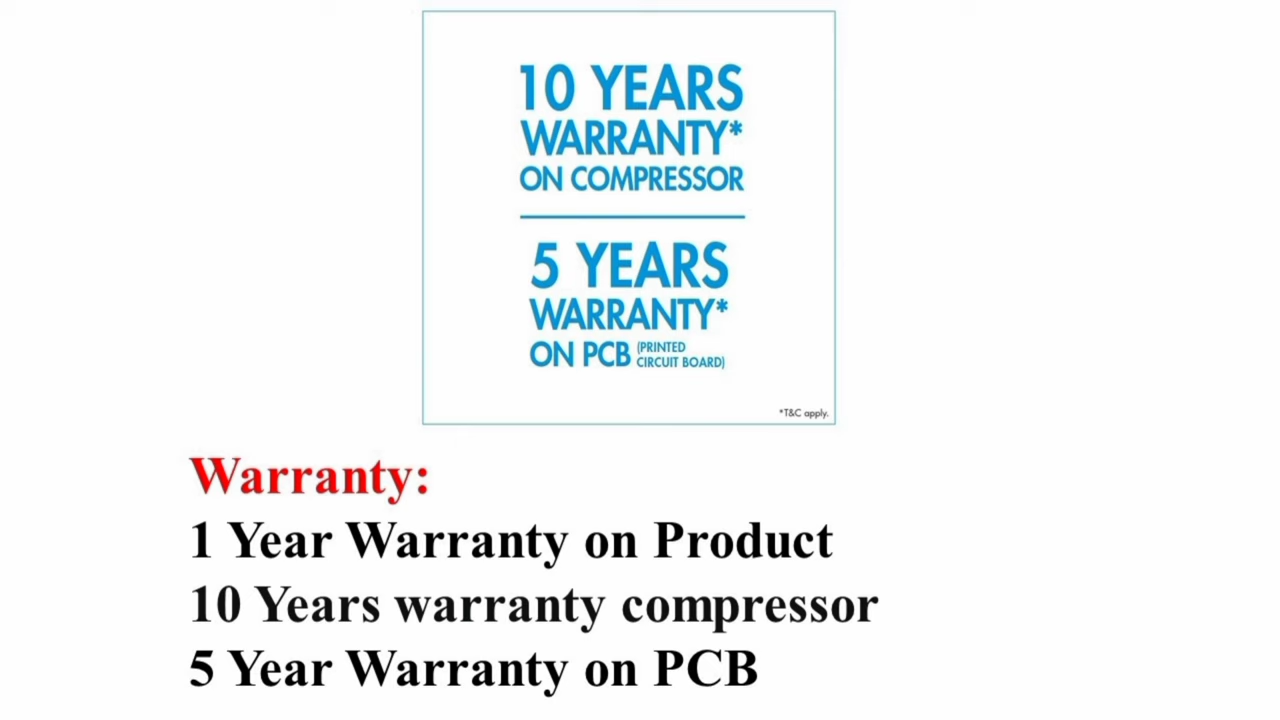 10 YEARS
WARRANTY*
ON COMPRESSOR
5 YEARS
WARRANTY*
ON PCB (PRINTED
CIRCUIT BOARD)
*T&C apply.
Warranty:
1 Year Warranty on Product
10 Years warranty compressor
5 Year Warranty on PCB